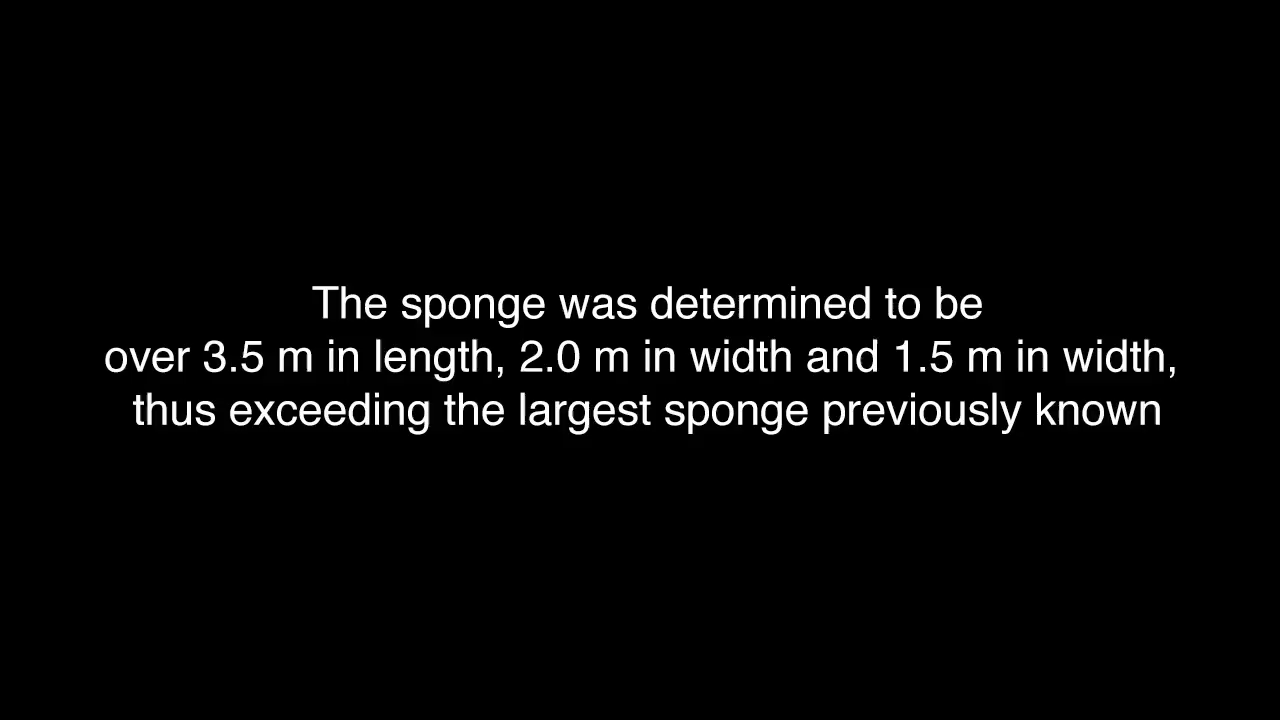 The sponge was determined to be
over 3.5 m in length, 2.0 m in width and 1.5 m in width,
thus exceeding the largest sponge previously known